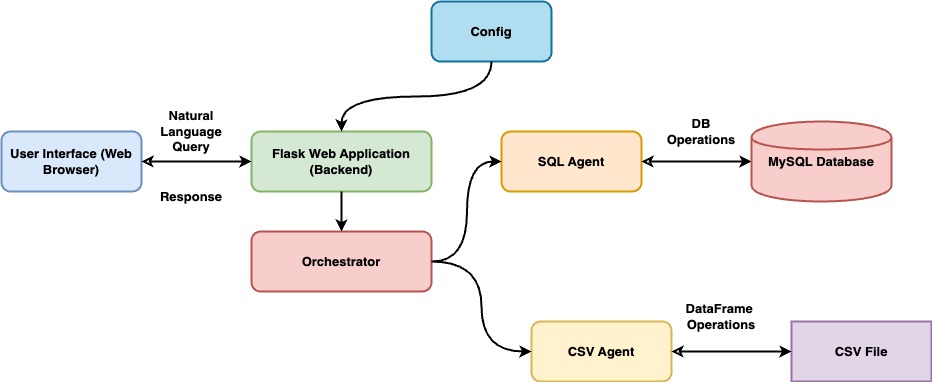 Config
Natural
Language
Query
User Interface (Web
Browser)
Response
Flask Web Application
(Backend)
Orchestrator
SQL Agent
DB
Operations
MySQL Database
CSV Agent
DataFrame
Operations
CSV File